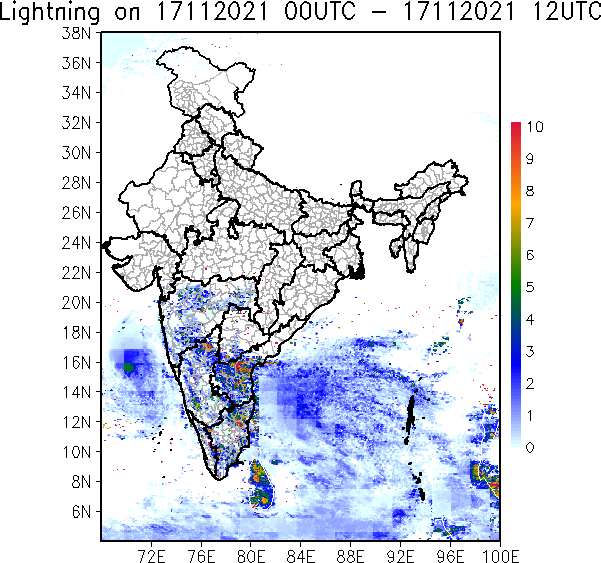 Lightning on 17112021 00UTC – 17112021 12UTC
38N
36N
34N
32N
30N
28N
26N
24N
22N
20N
18N
16N
14N
12N
10N
8N
6N
72E 76E 80E 84E 88E 92E 96E 100E
10
9
8
7
6
5
4
3
2
1
0